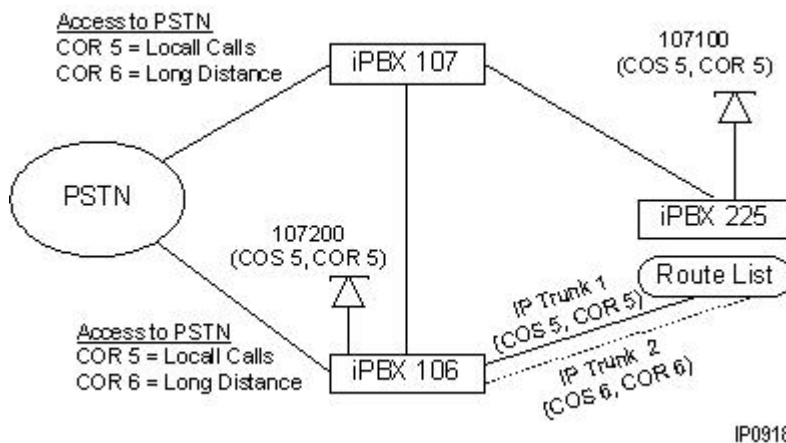 Access to PSTN
COR 5 = Locall Calls
COR 6 = Long Distance
iPBX 107
107100
(COS 5, COR 5)
PSTN
107200
(COS 5, COR 5)
iPBX 225
Route List
IP Trunk 1
(COS 5, COR 5)
Access to PSTN
COR 5 = Locall Calls
COR 6 = Long Distance
iPBX 106
IP Trunk 2
(COS 6, COR 6)
IP0918